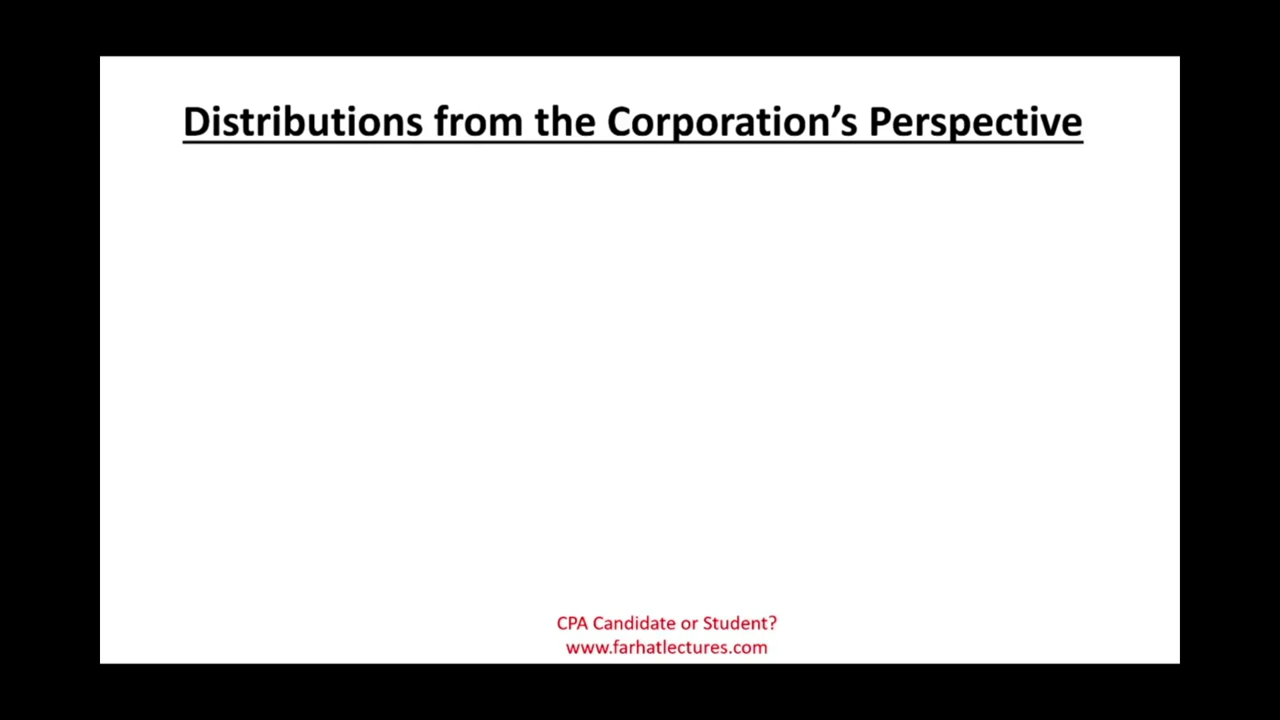 Distributions from the Corporation’s Perspective
CPA Candidate or Student?
www.farhatlectures.com